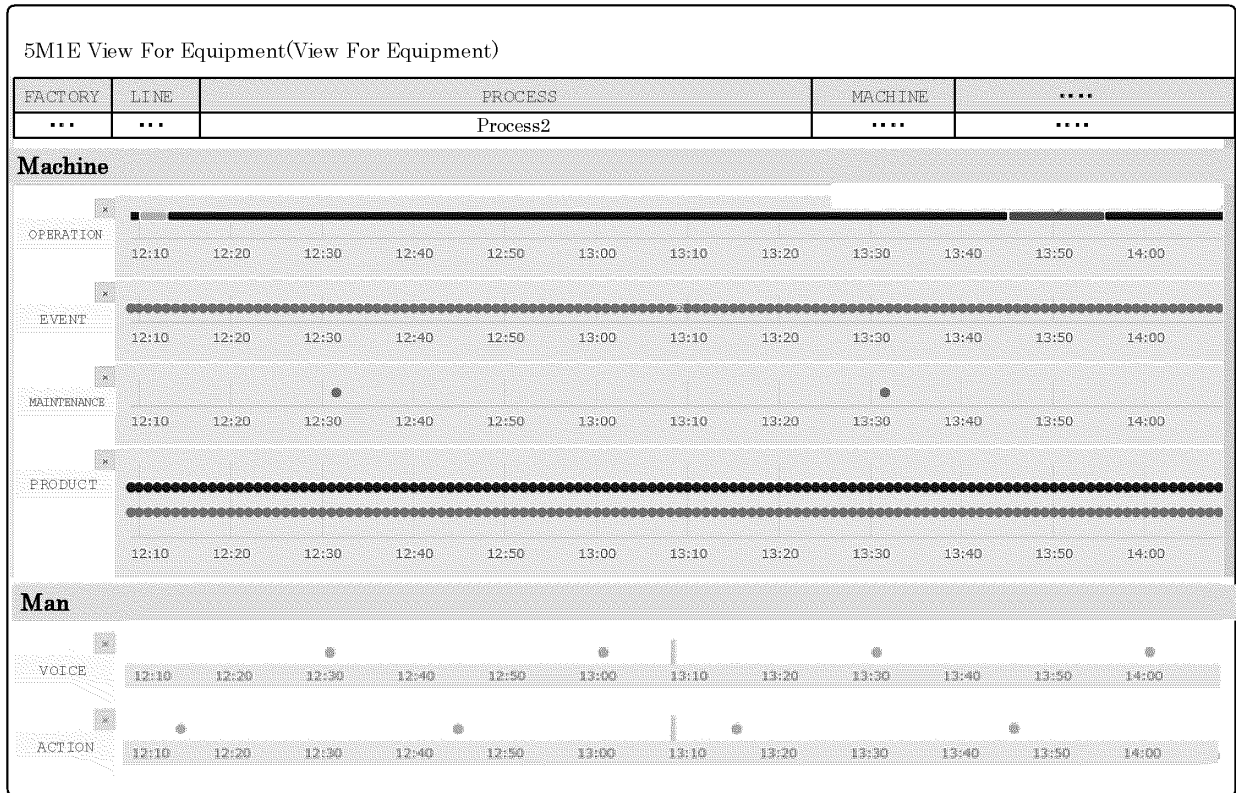 5M1E View For Equipment(View For Equipment)
FACTORY LINE PROCESS MACHINE ....
... ... Process2 .... ....
Machine
×
OPERATION
12:10 12:20 12:30 12:40 12:50 13:00 13:10 13:20 13:30 13:40 13:50 14:00
×
EVENT
12:10 12:20 12:30 12:40 12:50 13:00 13:10 13:20 13:30 13:40 13:50 14:00
×
MAINTENANCE
12:10 12:20 12:30 12:40 12:50 13:00 13:10 13:20 13:30 13:40 13:50 14:00
×
PRODUCT
12:10 12:20 12:30 12:40 12:50 13:00 13:10 13:20 13:30 13:40 13:50 14:00
Man
×
VOICE
12:10 12:20 12:30 12:40 12:50 13:00 13:10 13:20 13:30 13:40 13:50 14:00
×
ACTION
12:10 12:20 12:30 12:40 12:50 13:00 13:10 13:20 13:30 13:40 13:50 14:00